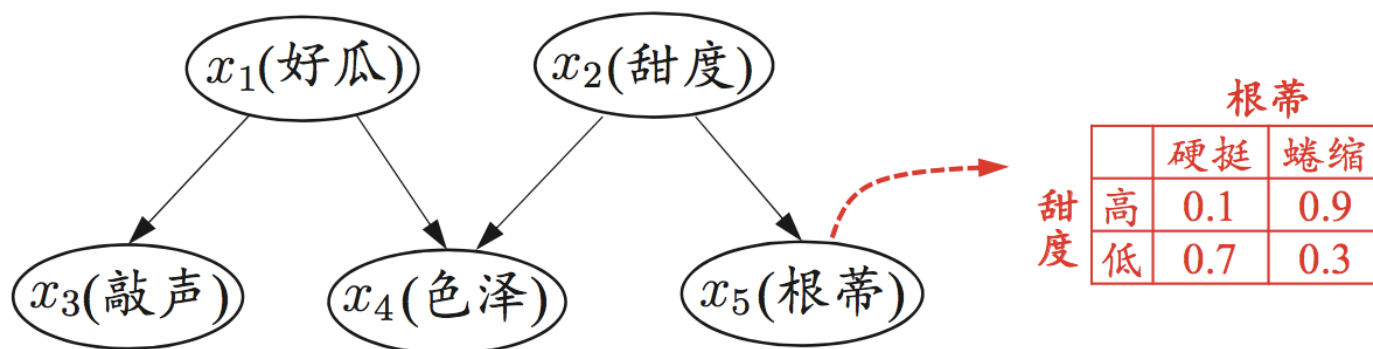 x₁(好瓜) x₂(甜度)
x₃(敲声) x₄(色泽) x₅(根蒂)
根蒂
硬挺 蜷缩
甜度
高 0.1 0.9
低 0.7 0.3